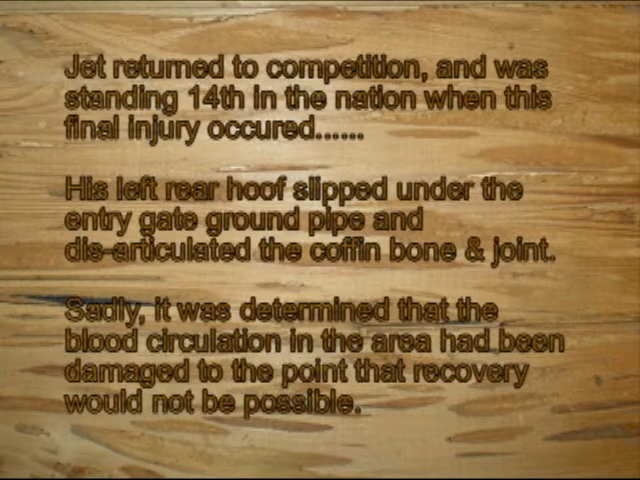 Jet returned to competition, and was
standing 14th in the nation when this
final injury occured......
His left rear hoof slipped under the
entry gate ground pipe and
dis-articulated the coffin bone & joint.
Sadly, it was determined that the
blood circulation in the area had been
damaged to the point that recovery
would not be possible.